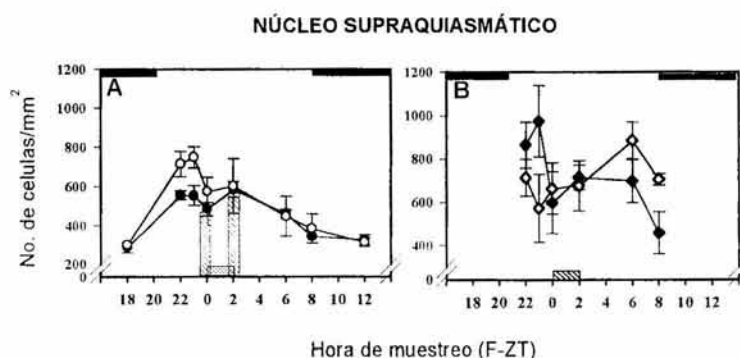 NÚCLEO SUPRAQUIASMÁTICO
A
1200
1000
800
600
400
200
0
18 20 22 0 2 4 6 8 10 12
B
1200
1000
800
600
400
0
18 20 22 0 2 4 6 8 10 12
No. de celulas/mm²
Hora de muestreo (F-ZT)